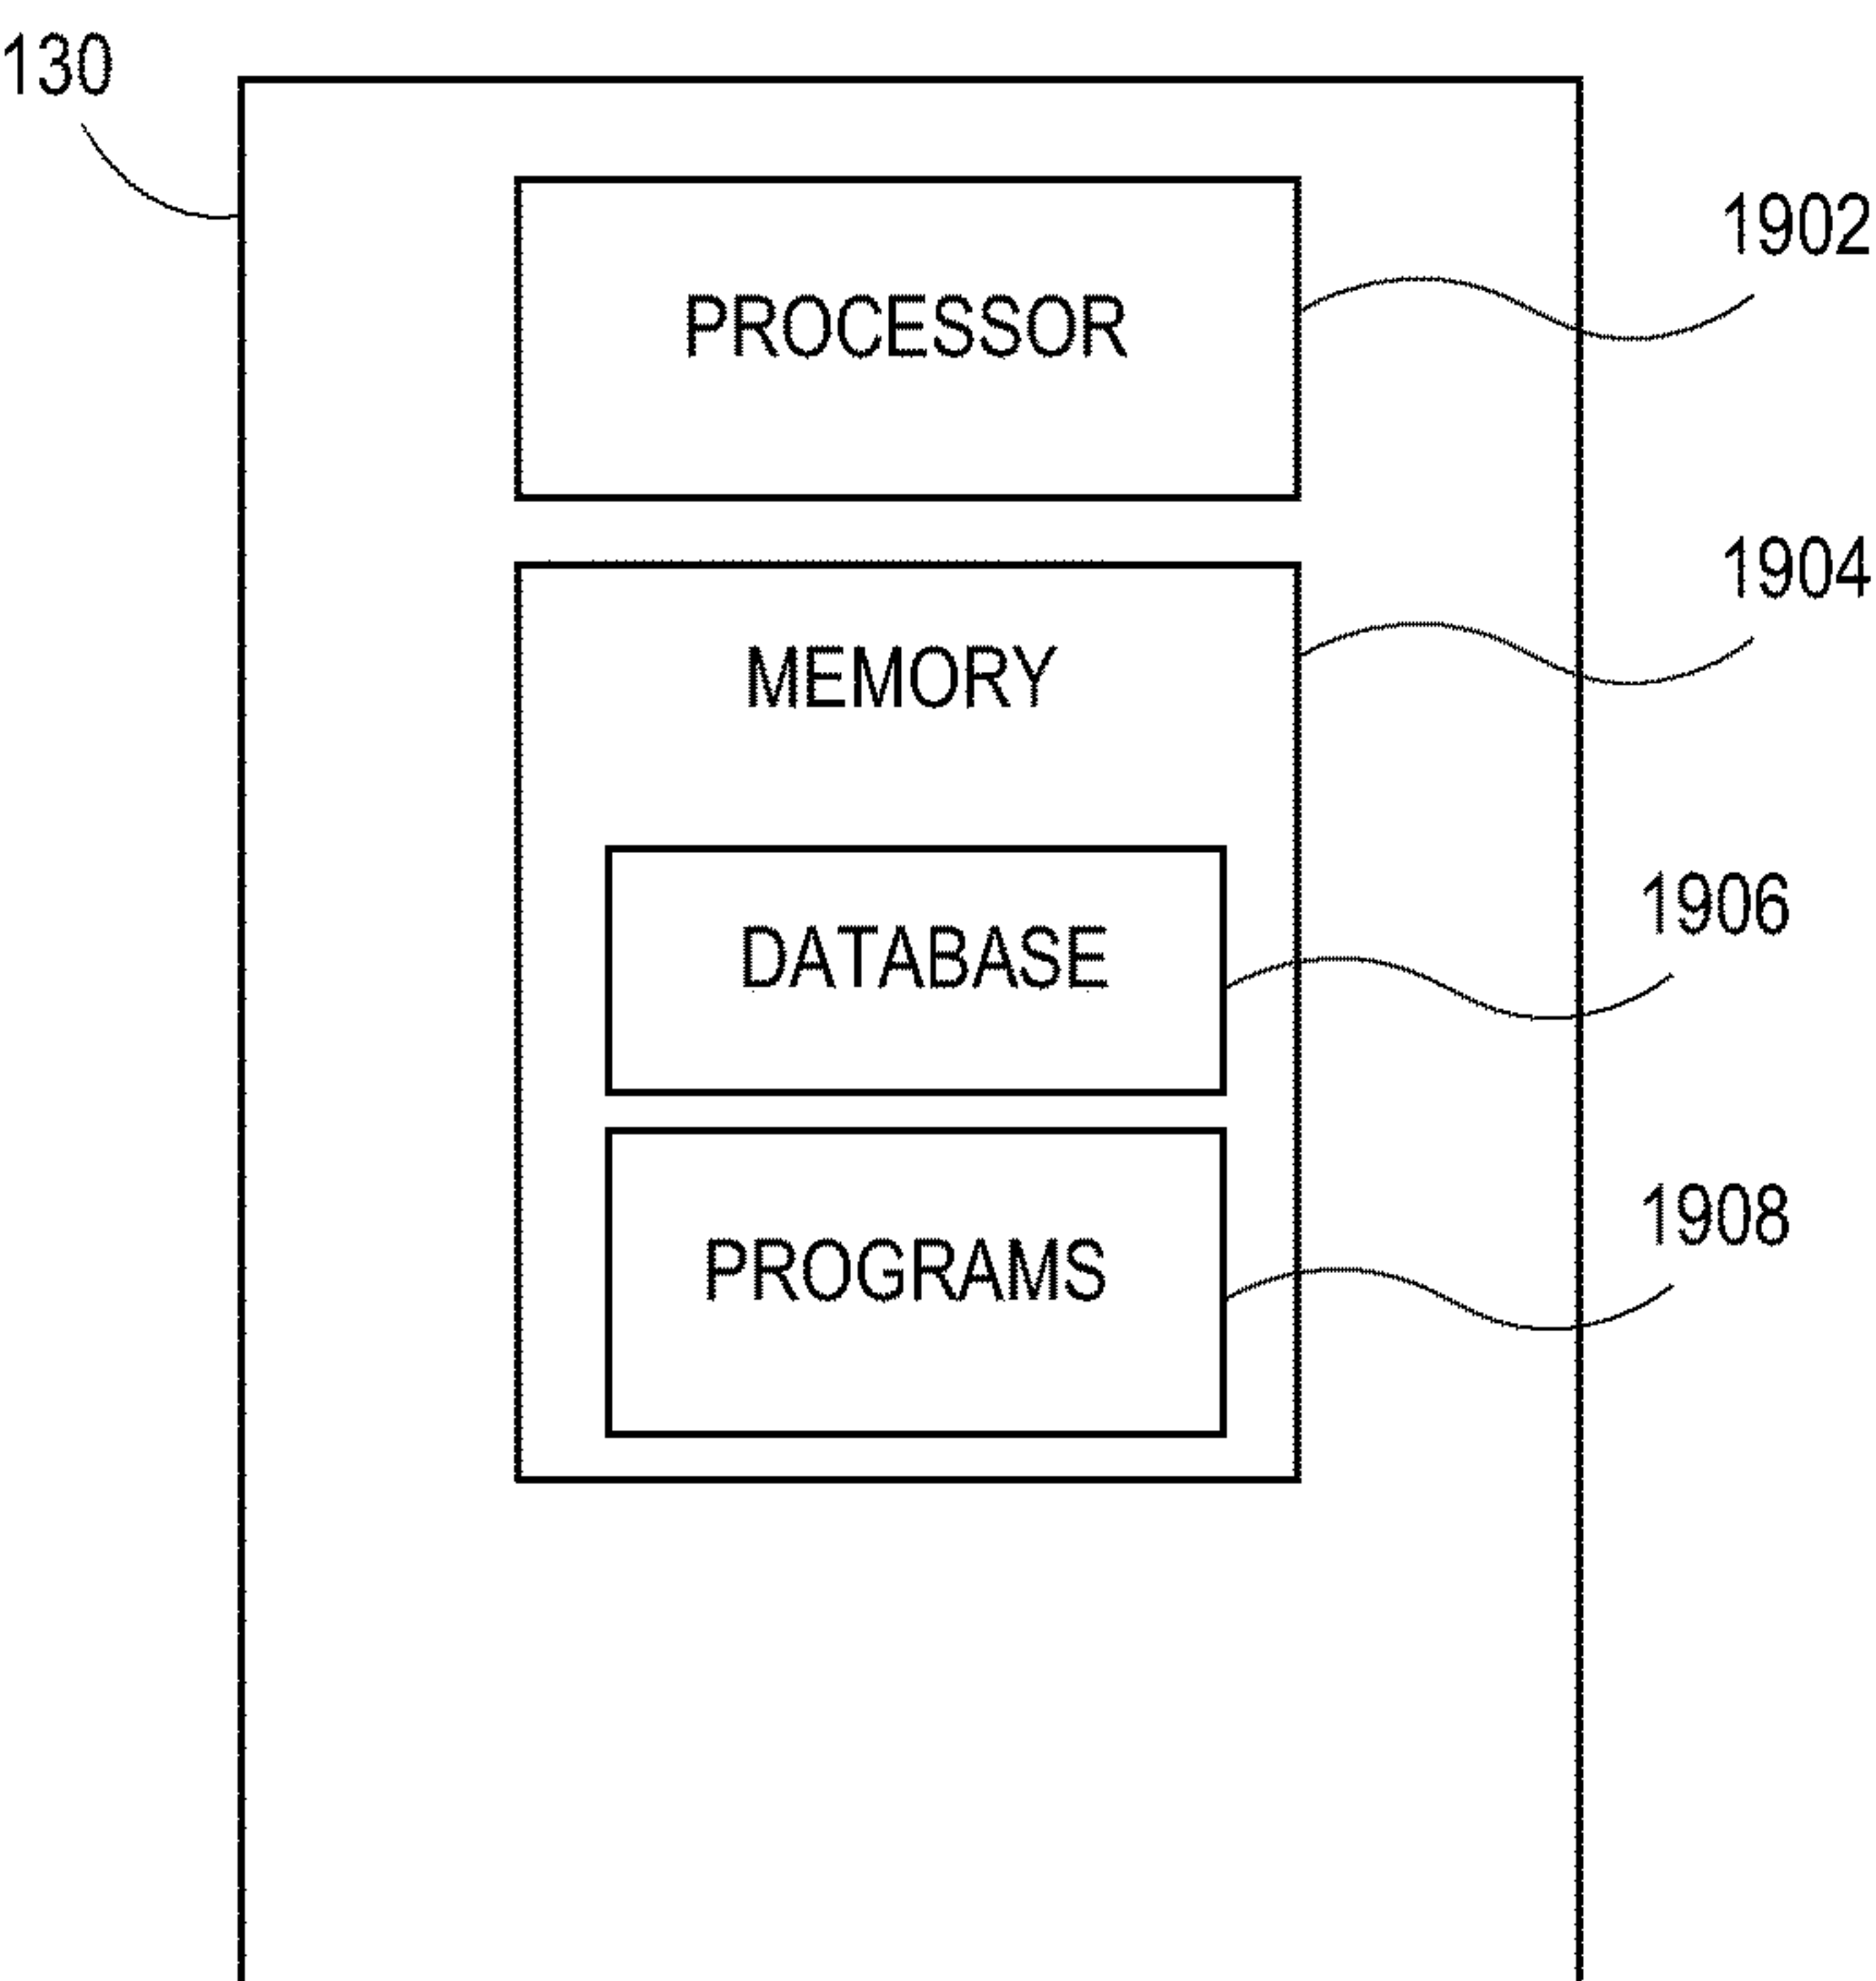 130
1902
PROCESSOR
1904
MEMORY
1906
DATABASE
1908
PROGRAMS